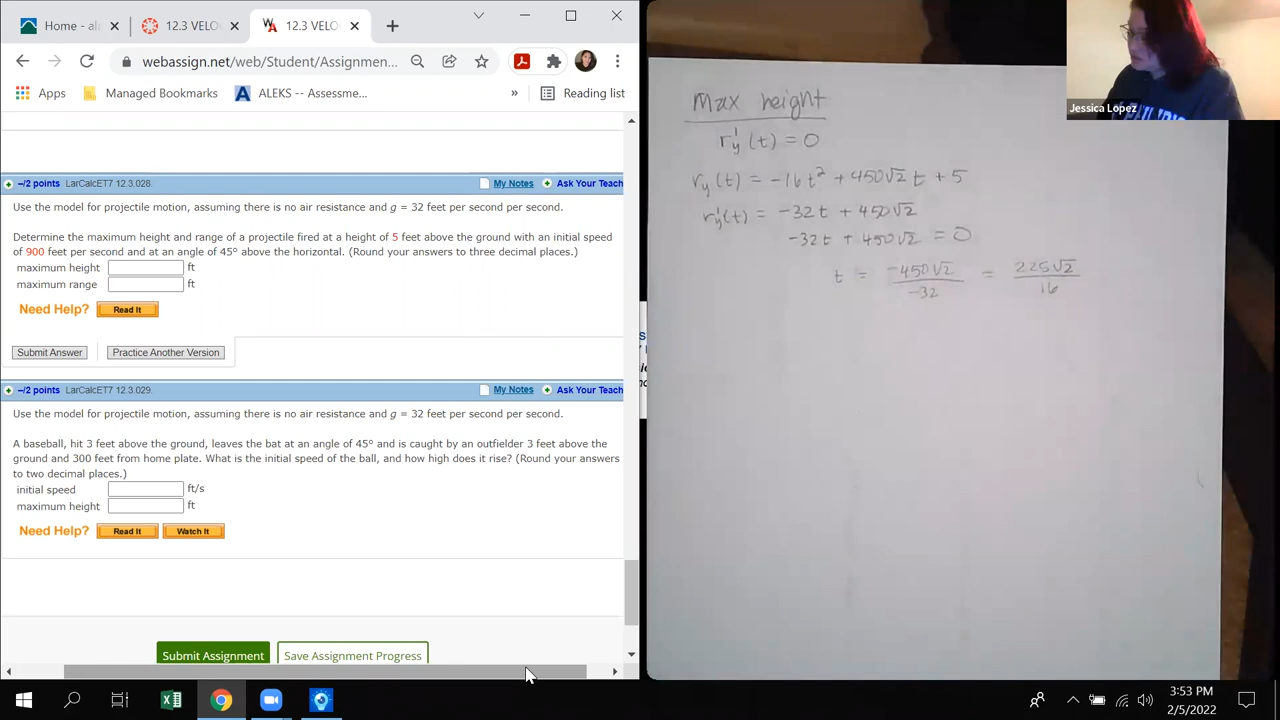 Home - al
12.3 VELO
12.3 VELO
webassign.net/web/Student/Assignmen...
Apps
Managed Bookmarks
ALEKS -- Assessme...
»
Reading list
–/2 points LarCalcET7 12.3.028.
My Notes
Ask Your Teach
Use the model for projectile motion, assuming there is no air resistance and g = 32 feet per second per second.
Determine the maximum height and range of a projectile fired at a height of 5 feet above the ground with an initial speed
of 900 feet per second and at an angle of 45° above the horizontal. (Round your answers to three decimal places.)
maximum height ft
maximum range ft
Need Help? Read It
Submit Answer
Practice Another Version
–/2 points LarCalcET7 12.3.029.
My Notes
Ask Your Teach
Use the model for projectile motion, assuming there is no air resistance and g = 32 feet per second per second.
A baseball, hit 3 feet above the ground, leaves the bat at an angle of 45° and is caught by an outfielder 3 feet above the
ground and 300 feet from home plate. What is the initial speed of the ball, and how high does it rise? (Round your answers
to two decimal places.)
initial speed ft/s
maximum height ft
Need Help? Read It Watch It
Submit Assignment
Save Assignment Progress
max height
r_y'(t) = 0
r_y(t) = -16t² + 450√2 t + 5
r_y'(t) = -32t + 450√2
-32t + 450√2 = 0
t = -450√2 / -32 = 225√2 / 16
Jessica Lopez
3:53 PM
2/5/2022